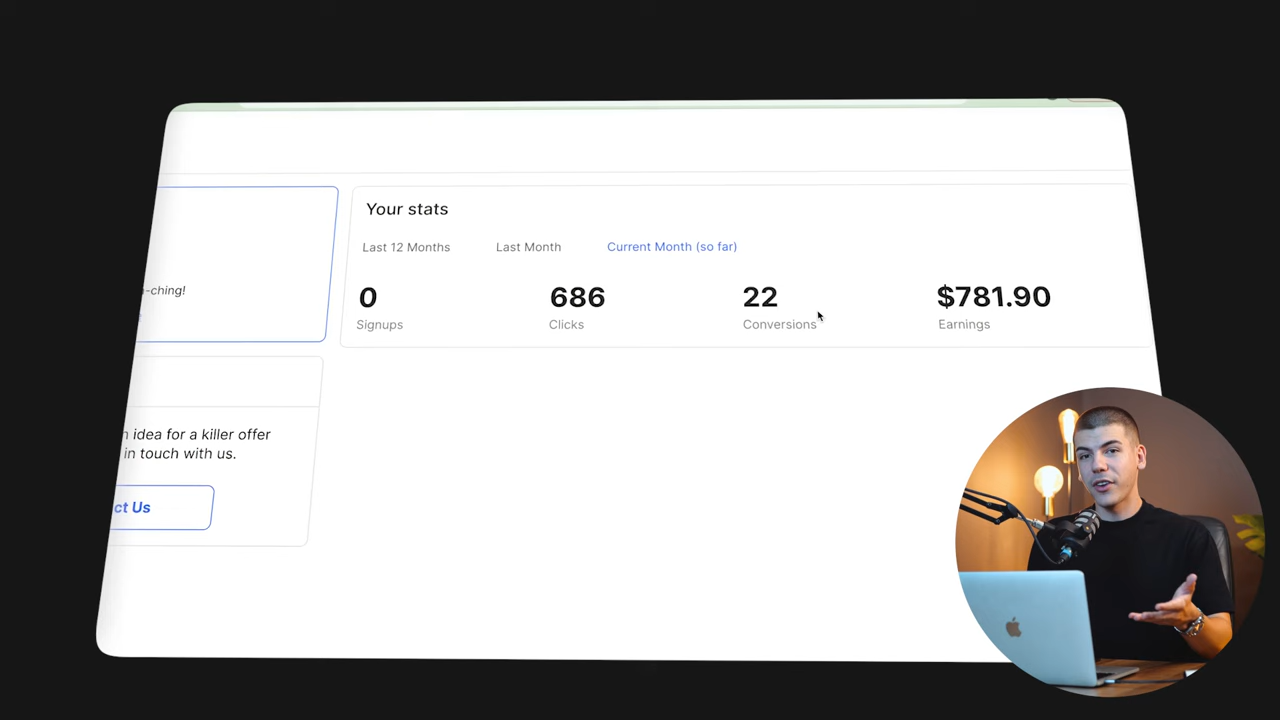 Your stats
Last 12 Months Last Month Current Month (so far)
0 686 22 $781.90
Signups Clicks Conversions Earnings
-ching!
idea for a killer offer
in touch with us.
Us